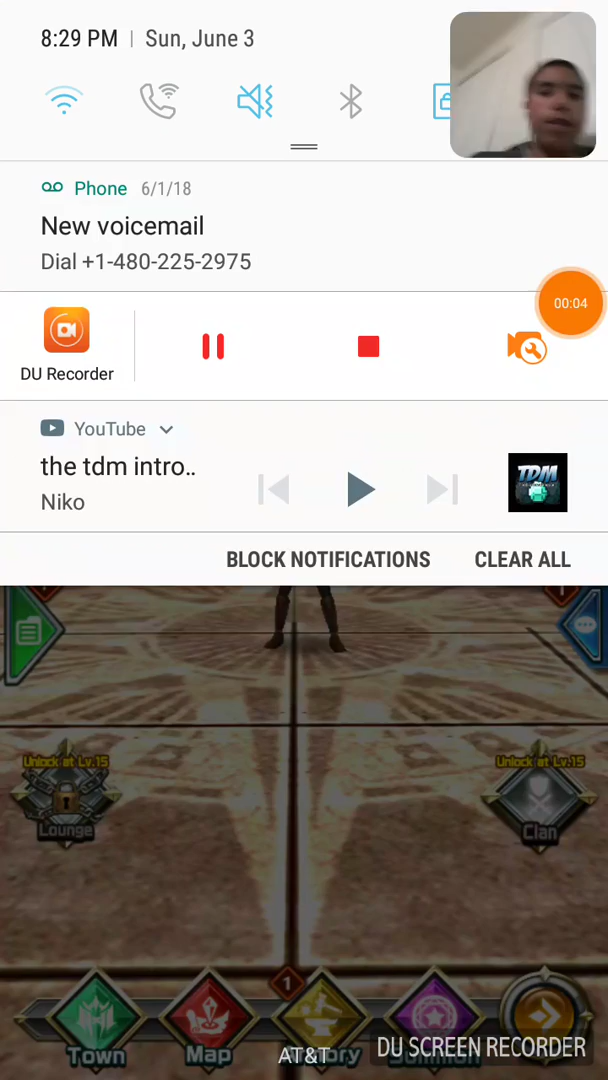 8:29 PM | Sun, June 3
Phone 6/1/18
New voicemail
Dial +1-480-225-2975
00:04
DU Recorder
YouTube
the tdm intro..
Niko
TDM
BLOCK NOTIFICATIONS CLEAR ALL
Unlock at Lv.15
Lounge
Unlock at Lv.15
Clan
1
Town
Map
AT&T
DU SCREEN RECORDER